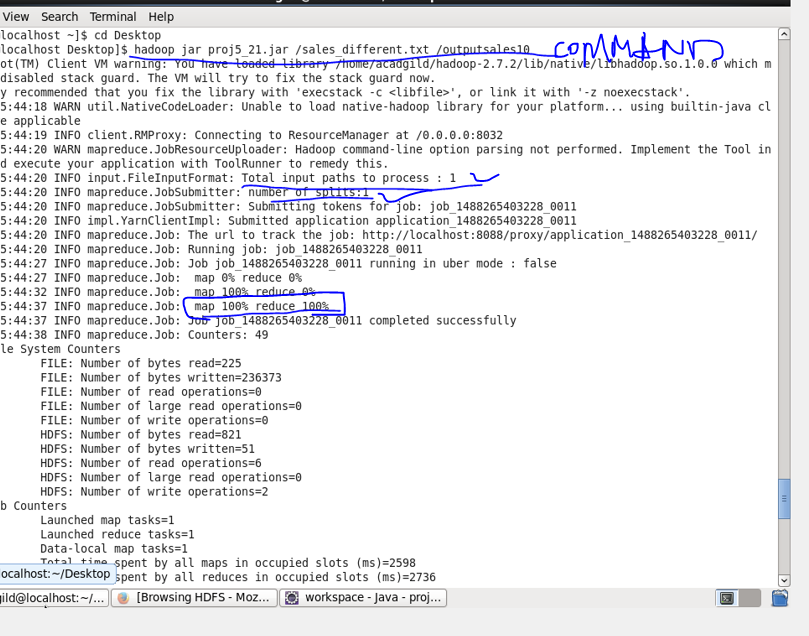 View Search Terminal Help
localhost ~]$ cd Desktop
localhost Desktop]$ hadoop jar proj5_21.jar /sales_different.txt /outputsales10 COMMAND
ot(TM) Client VM warning: You have loaded library /home/acadgild/hadoop-2.7.2/lib/native/libhadoop.so.1.0.0 which m
disabled stack guard. The VM will try to fix the stack guard now.
y recommended that you fix the library with 'execstack -c <libfile>', or link it with '-z noexecstack'.
5:44:18 WARN util.NativeCodeLoader: Unable to load native-hadoop library for your platform... using builtin-java cl
e applicable
5:44:19 INFO client.RMProxy: Connecting to ResourceManager at /0.0.0.0:8032
5:44:20 WARN mapreduce.JobResourceUploader: Hadoop command-line option parsing not performed. Implement the Tool in
d execute your application with ToolRunner to remedy this.
5:44:20 INFO input.FileInputFormat: Total input paths to process : 1
5:44:20 INFO mapreduce.JobSubmitter: number of splits:1
5:44:20 INFO mapreduce.JobSubmitter: Submitting tokens for job: job_1488265403228_0011
5:44:20 INFO impl.YarnClientImpl: Submitted application application_1488265403228_0011
5:44:20 INFO mapreduce.Job: The url to track the job: http://localhost:8088/proxy/application_1488265403228_0011/
5:44:20 INFO mapreduce.Job: Running job: job_1488265403228_0011
5:44:27 INFO mapreduce.Job: Job job_1488265403228_0011 running in uber mode : false
5:44:27 INFO mapreduce.Job: map 0% reduce 0%
5:44:32 INFO mapreduce.Job: map 100% reduce 0%
5:44:37 INFO mapreduce.Job: map 100% reduce 100%
5:44:37 INFO mapreduce.Job: Job job_1488265403228_0011 completed successfully
5:44:38 INFO mapreduce.Job: Counters: 49
le System Counters
FILE: Number of bytes read=225
FILE: Number of bytes written=236373
FILE: Number of read operations=0
FILE: Number of large read operations=0
FILE: Number of write operations=0
HDFS: Number of bytes read=821
HDFS: Number of bytes written=51
HDFS: Number of read operations=6
HDFS: Number of large read operations=0
HDFS: Number of write operations=2
b Counters
Launched map tasks=1
Launched reduce tasks=1
Data-local map tasks=1
Total time spent by all maps in occupied slots (ms)=2598
localhost:~/Desktop spent by all reduces in occupied slots (ms)=2736
gild@localhost:~/... [Browsing HDFS - Moz... workspace - Java - proj...